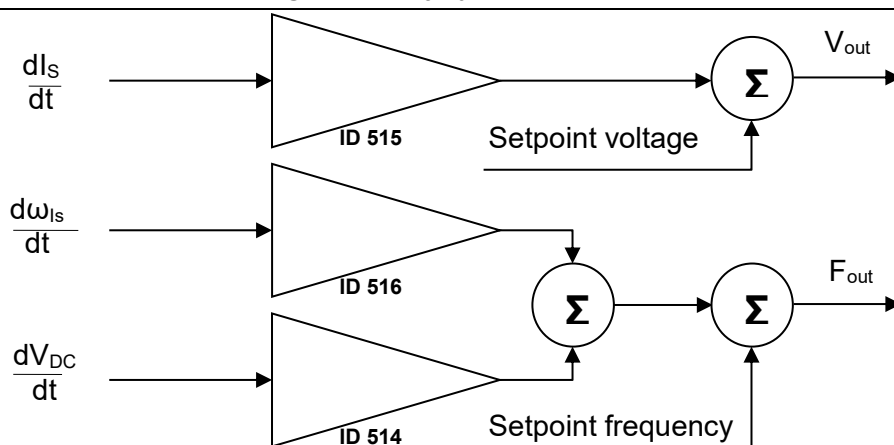 dI_S
dt
ID 515
Σ
V_out
Setpoint voltage
dω_Is
dt
ID 516
Σ
Σ
F_out
dV_DC
dt
ID 514
Setpoint frequency